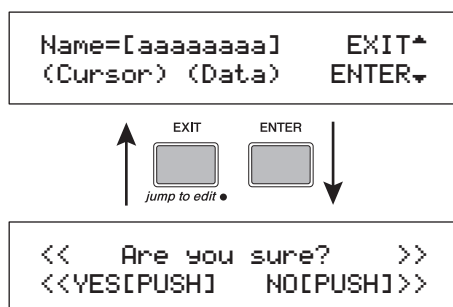 Name=[aaaaaaaa] EXIT▲
(Cursor) (Data) ENTER▼
EXIT ENTER
jump to edit ●
<< Are you sure? >>
<<YES[PUSH] NO[PUSH]>>